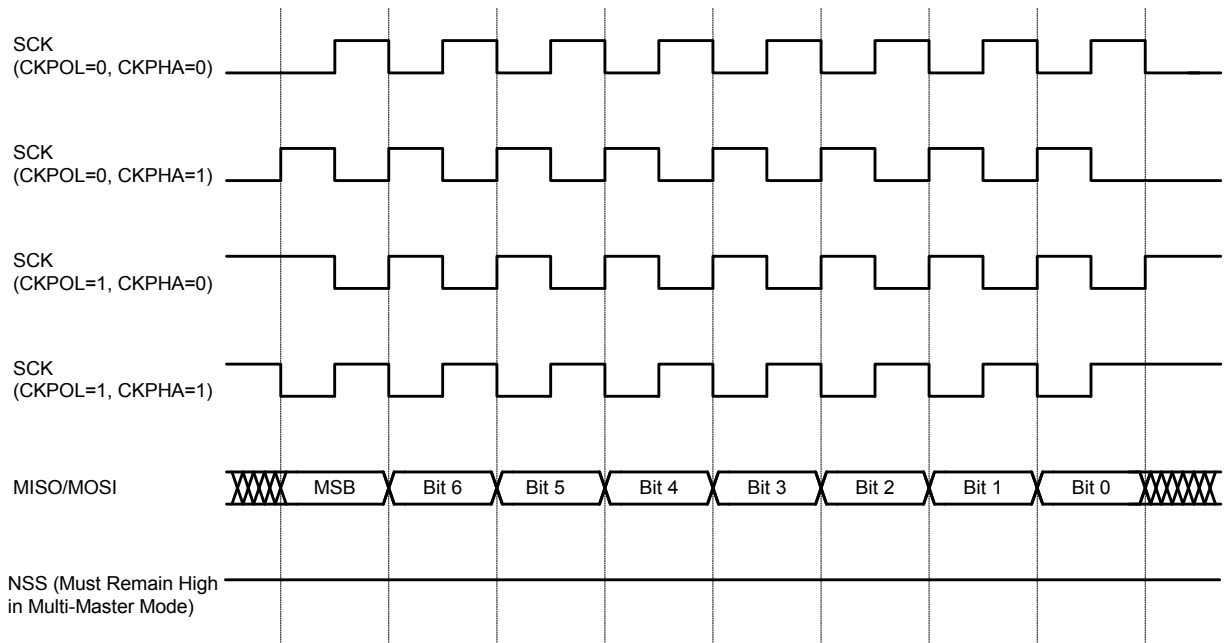 SCK
(CKPOL=0, CKPHA=0)
SCK
(CKPOL=0, CKPHA=1)
SCK
(CKPOL=1, CKPHA=0)
SCK
(CKPOL=1, CKPHA=1)
MISO/MOSI
MSB Bit 6 Bit 5 Bit 4 Bit 3 Bit 2 Bit 1 Bit 0
NSS (Must Remain High
in Multi-Master Mode)